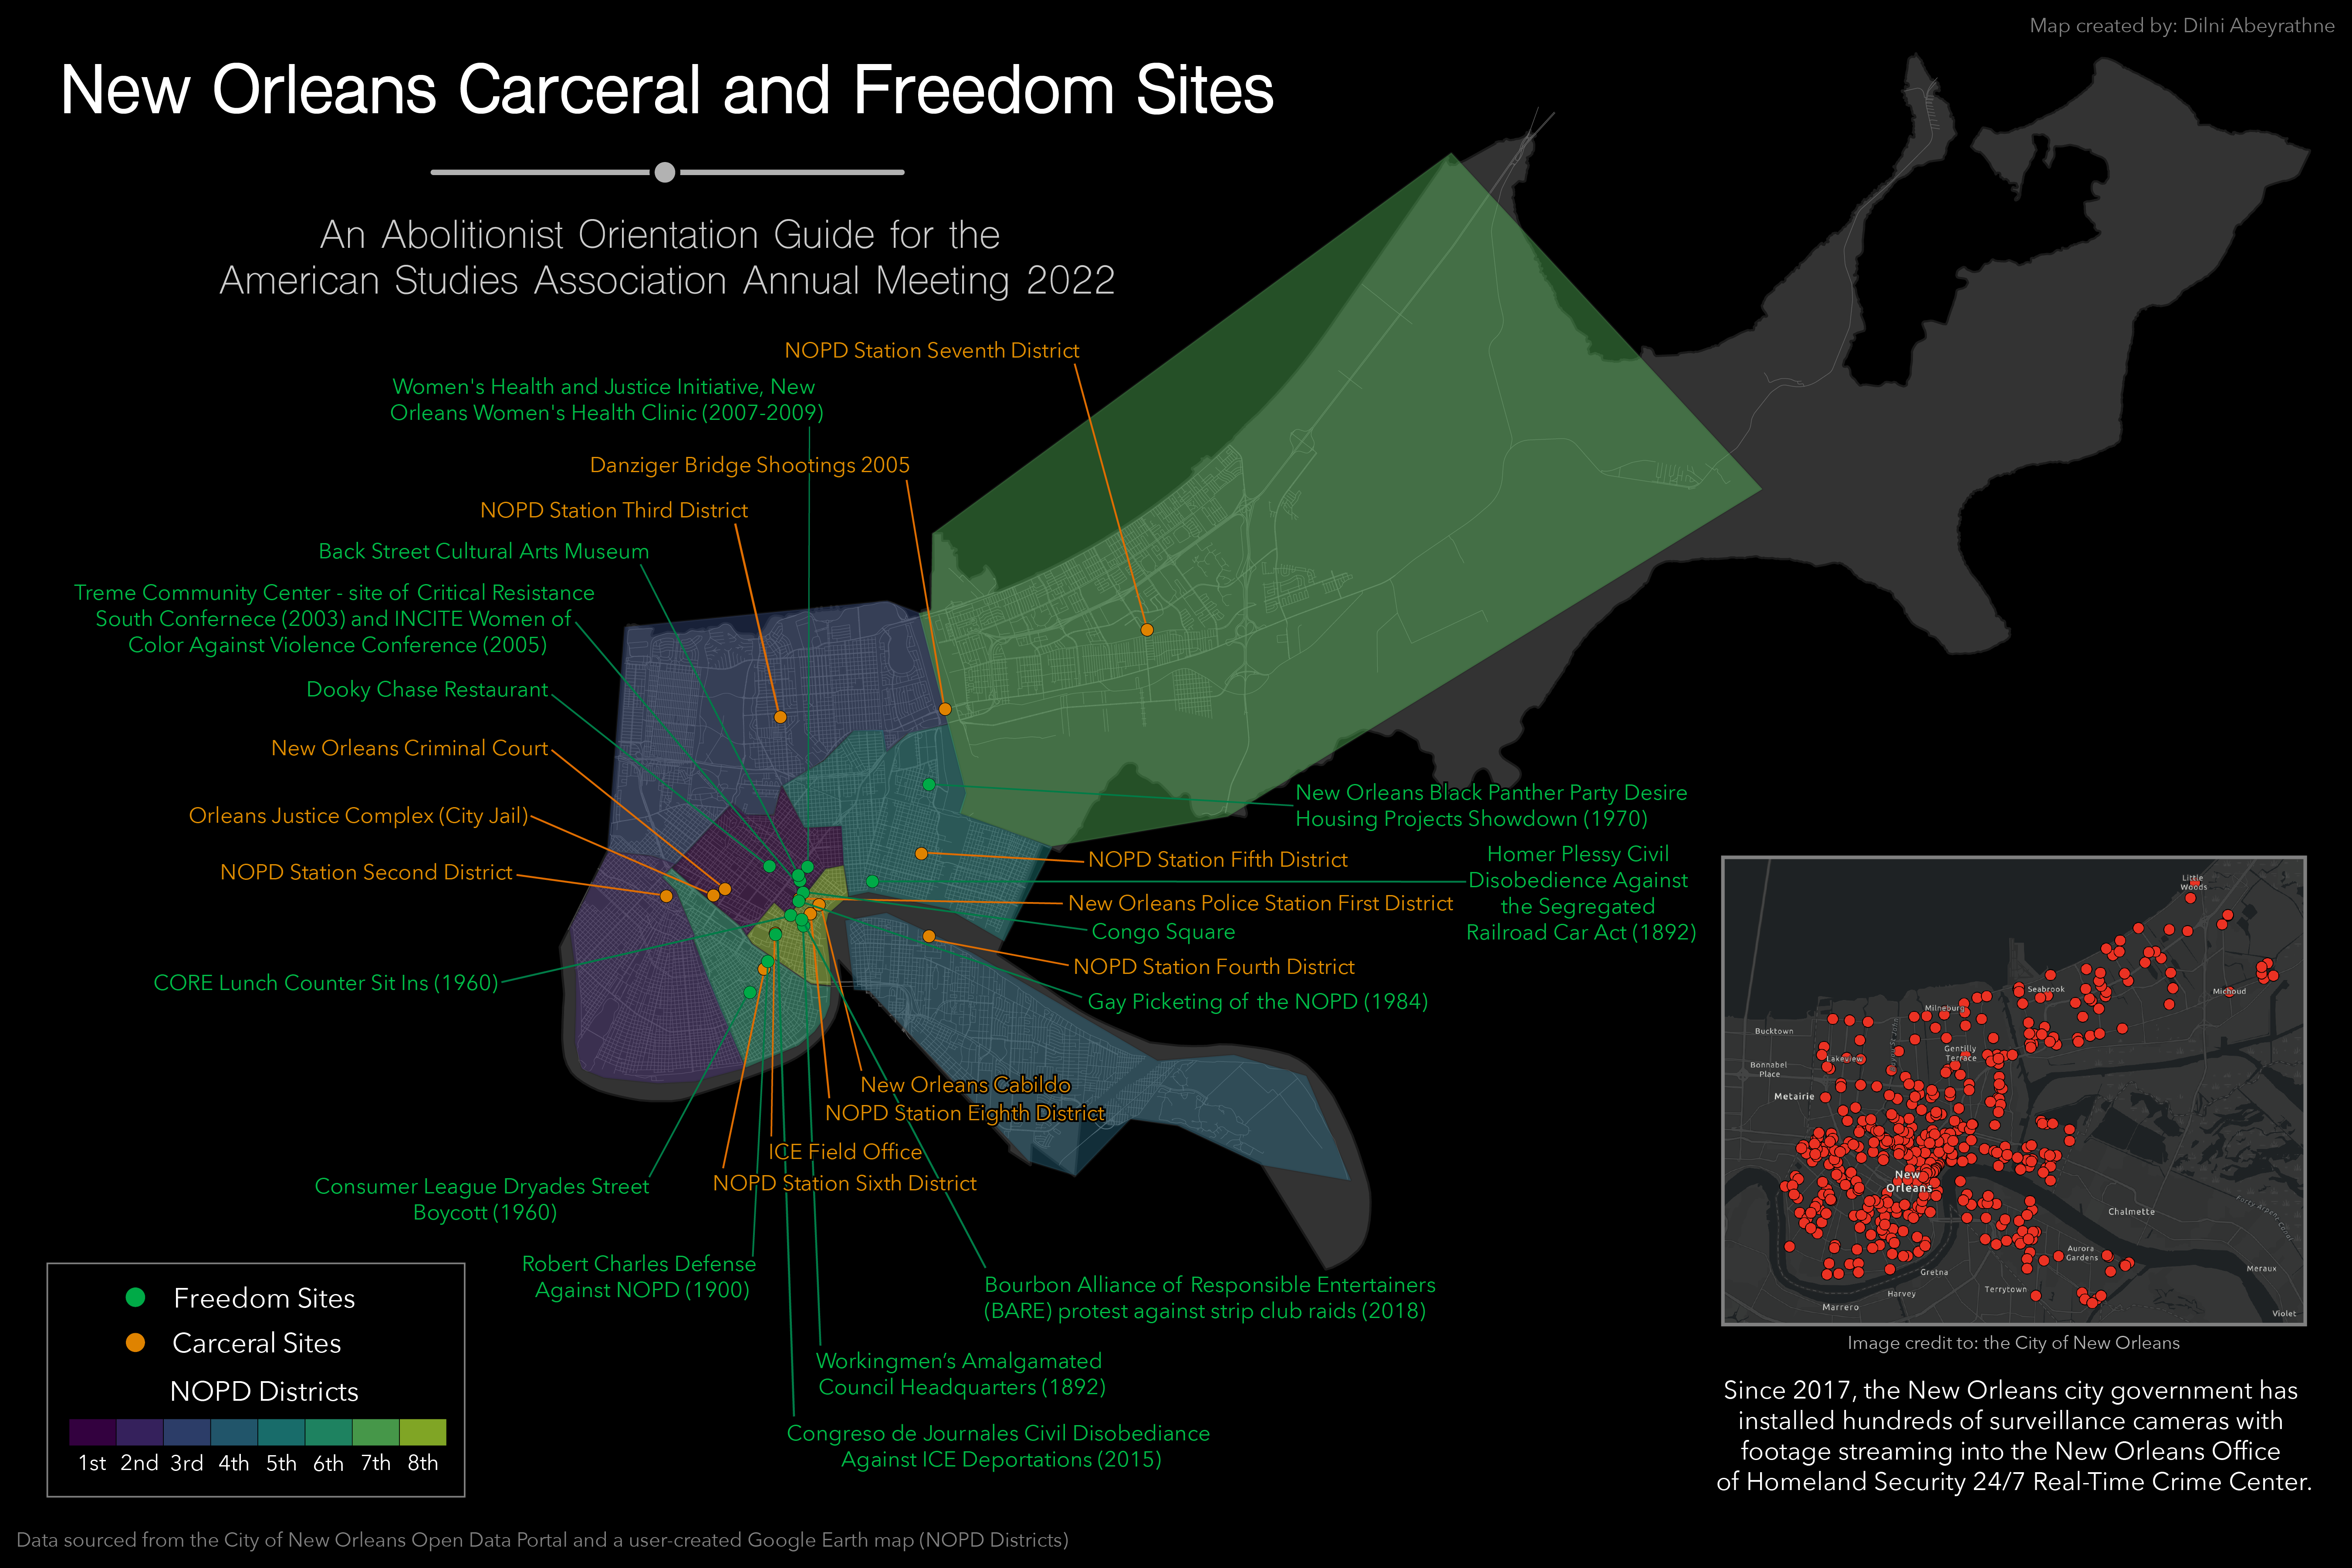 Map created by: Dilni Abeyrathne
New Orleans Carceral and Freedom Sites
An Abolitionist Orientation Guide for the
American Studies Association Annual Meeting 2022
NOPD Station Seventh District
Women's Health and Justice Initiative, New
Orleans Women's Health Clinic (2007-2009)
Danziger Bridge Shootings 2005
NOPD Station Third District
Back Street Cultural Arts Museum
Treme Community Center - site of Critical Resistance
South Confernece (2003) and INCITE Women of
Color Against Violence Conference (2005)
Dooky Chase Restaurant
New Orleans Criminal Court
Orleans Justice Complex (City Jail)
NOPD Station Second District
CORE Lunch Counter Sit Ins (1960)
New Orleans Black Panther Party Desire
Housing Projects Showdown (1970)
NOPD Station Fifth District
Homer Plessy Civil
Disobedience Against
the Segregated
Railroad Car Act (1892)
New Orleans Police Station First District
Congo Square
NOPD Station Fourth District
Gay Picketing of the NOPD (1984)
New Orleans Cabildo
NOPD Station Eighth District
ICE Field Office
NOPD Station Sixth District
Consumer League Dryades Street
Boycott (1960)
Robert Charles Defense
Against NOPD (1900)
Bourbon Alliance of Responsible Entertainers
(BARE) protest against strip club raids (2018)
Workingmen’s Amalgamated
Council Headquarters (1892)
Congreso de Journales Civil Disobediance
Against ICE Deportations (2015)
Freedom Sites
Carceral Sites
NOPD Districts
1st 2nd 3rd 4th 5th 6th 7th 8th
Little
Woods
Michoud
Seabrook
Milneburg
Bucktown
Gentilly
Terrace
Lakeview
Bonnabel
Place
Metairie
New
Orleans
Chalmette
Aurora
Gardens
Meraux
Gretna
Terrytown
Harvey
Marrero
Violet
Image credit to: the City of New Orleans
Since 2017, the New Orleans city government has
installed hundreds of surveillance cameras with
footage streaming into the New Orleans Office
of Homeland Security 24/7 Real-Time Crime Center.
Data sourced from the City of New Orleans Open Data Portal and a user-created Google Earth map (NOPD Districts)